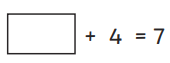 + 4 = 7